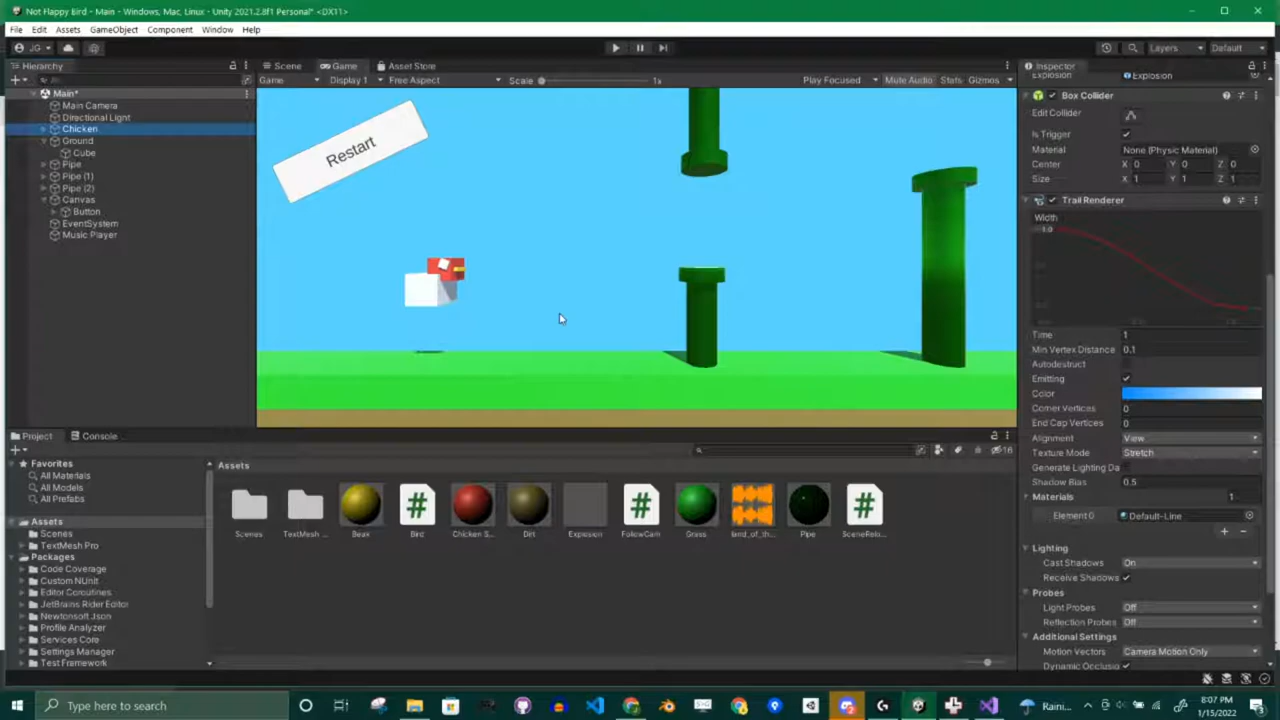 Not Flappy Bird - Main - Windows, Mac, Linux - Unity 2021.2.8f1 Personal* <DX11>
File Edit Assets GameObject Component Window Help
JG Layers Default
Hierarchy Scene Game Asset Store Inspector
Game Display 1 Free Aspect Scale 1x Play Focused Mute Audio Stats Gizmos
Main*
Main Camera
Directional Light
Chicken
Ground
Cube
Pipe
Pipe (1)
Pipe (2)
Canvas
Button
EventSystem
Music Player
Restart
Explosion Explosion
Box Collider
Edit Collider
Is Trigger
Material None (Physic Material)
Center X 0 Y 0 Z 0
Size X 1 Y 1 Z 1
Trail Renderer
Width
1.0
Time 1
Min Vertex Distance 0.1
Autodestruct
Emitting
Color
Corner Vertices 0
End Cap Vertices 0
Alignment View
Texture Mode Stretch
Generate Lighting Da
Shadow Bias 0.5
Materials 1
Element 0 Default-Line
Lighting
Cast Shadows On
Receive Shadows
Probes
Light Probes Off
Reflection Probes Off
Additional Settings
Motion Vectors Camera Motion Only
Dynamic Occlusio
Project Console
16
Favorites
All Materials
All Models
All Prefabs
Assets
Scenes
TextMesh Pro
Packages
Code Coverage
Custom NUnit
Editor Coroutines
JetBrains Rider Editor
Newtonsoft Json
Profile Analyzer
Services Core
Settings Manager
Test Framework
Assets
Scenes TextMesh ... Beak Bird Chicken S... Dirt Explosion FollowCam Grass land_of_th... Pipe SceneRelo...
Type here to search
Raini...
8:07 PM
1/15/2022